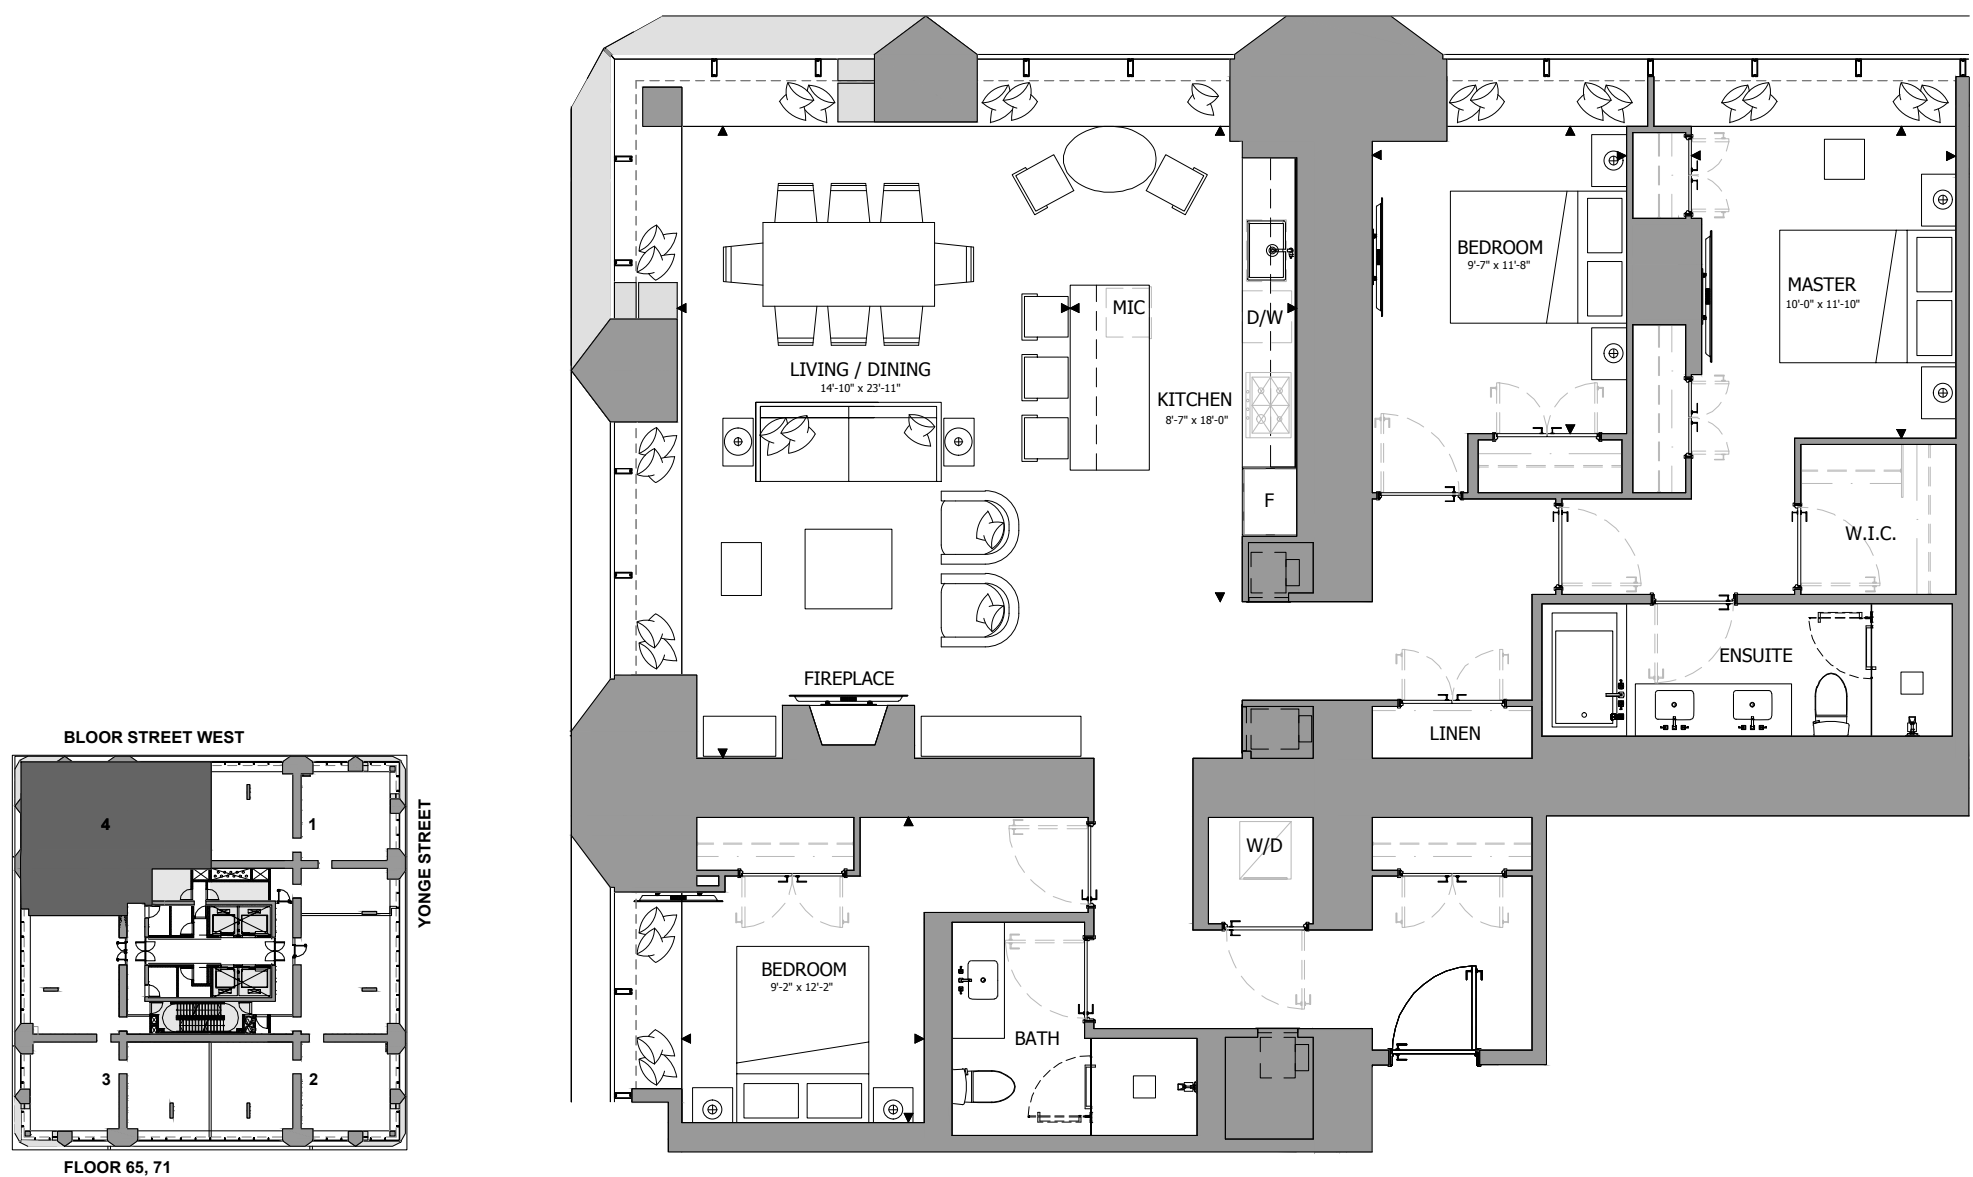 BEDROOM
9'-7" x 11'-8"
MASTER
10'-0" x 11'-10"
MIC
D/W
LIVING / DINING
14'-10" x 23'-11"
KITCHEN
8'-7" x 18'-0"
F
W.I.C.
ENSUITE
FIREPLACE
LINEN
W/D
BEDROOM
9'-2" x 12'-2"
BATH
BLOOR STREET WEST
4
1
YONGE STREET
3
2
FLOOR 65, 71